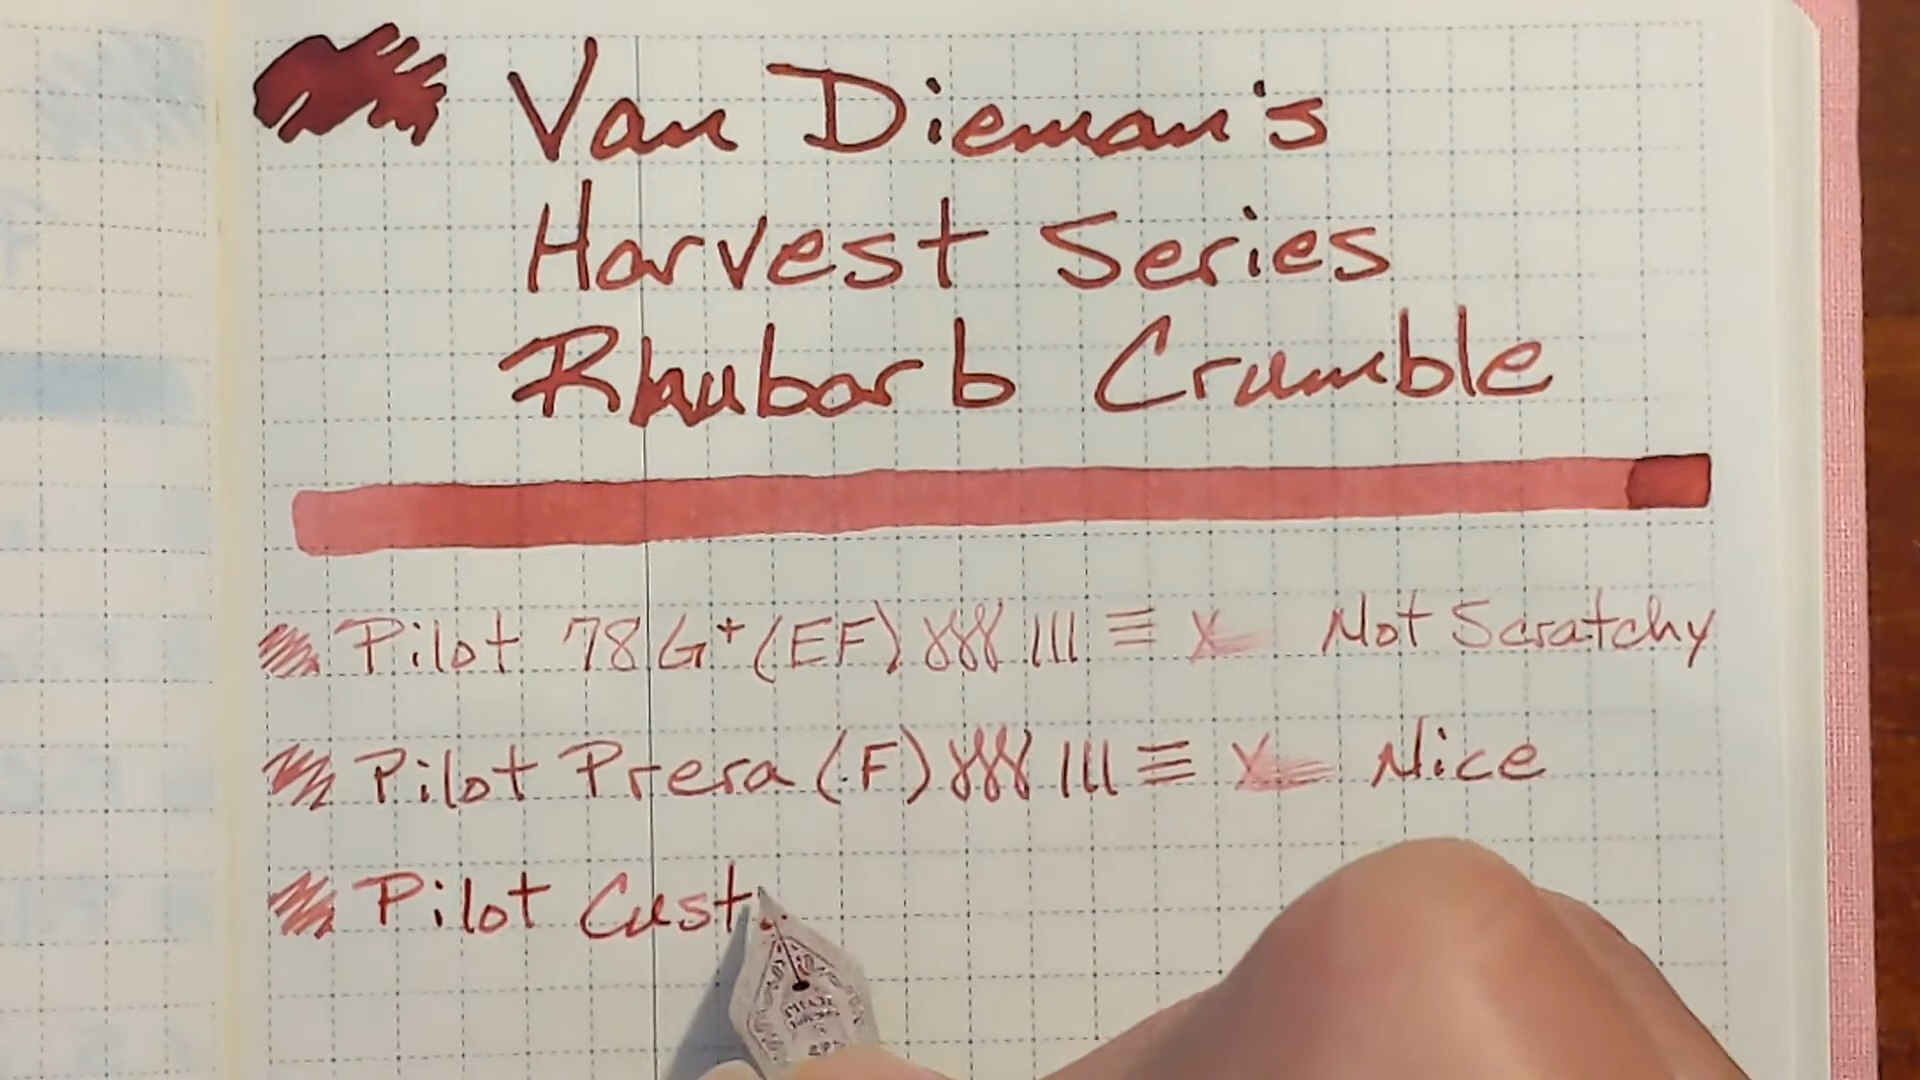 Van Dieman's
Harvest Series
Rhubarb Crumble
Pilot 78G+ (EF) Not Scratchy
Pilot Prera (F) Nice
Pilot Cust